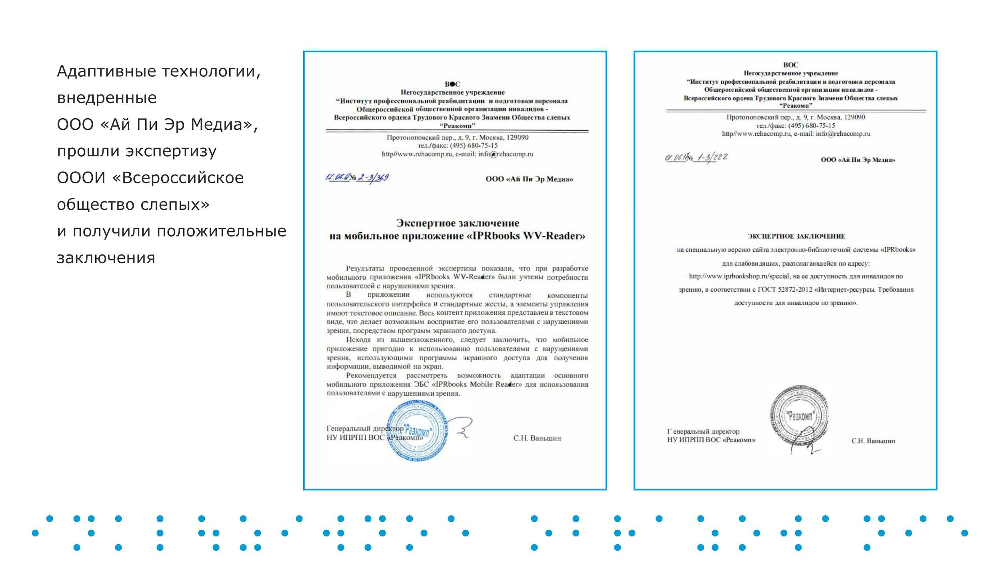 Адаптивные технологии,
внедренные
ООО «Ай Пи Эр Медиа»,
прошли экспертизу
ОООИ «Всероссийское
общество слепых»
и получили положительные
заключения
ВОС
Негосударственное учреждение
“Институт профессиональной реабилитации и подготовки персонала
Общероссийской общественной организации инвалидов -
Всероссийского ордена Трудового Красного Знамени Общества слепых
“Реакомп”
Протопоповский пер., д. 9, г. Москва, 129090
тел./факс: (495) 680-75-15
http//www.rehacomp.ru, e-mail: info@rehacomp.ru
№ 2-3/369
ООО «Ай Пи Эр Медиа»
Экспертное заключение
на мобильное приложение «IPRbooks WV-Reader»
Результаты проведенной экспертизы показали, что при разработке
мобильного приложения «IPRbooks WV-Reader» были учтены потребности
пользователей с нарушениями зрения.
В приложении используются стандартные компоненты
пользовательского интерфейса и стандартные жесты, а элементы управления
имеют текстовое описание. Весь контент приложения представлен в текстовом
виде, что делает возможным восприятие его пользователями с нарушениями
зрения, посредством программ экранного доступа.
Исходя из вышеизложенного, следует заключить, что мобильное
приложение пригодно к использованию пользователями с нарушениями
зрения, использующими программы экранного доступа для получения
информации, выводимой на экран.
Рекомендуется рассмотреть возможность адаптации основного
мобильного приложения ЭБС «IPRbooks Mobile Reader» для использования
пользователями с нарушениями зрения.
Генеральный директор
НУ ИПРПП ВОС «Реакомп»
"Реакомп"
МОСКВА
С.Н. Ваньшин
ВОС
Негосударственное учреждение
“Институт профессиональной реабилитации и подготовки персонала
Общероссийской общественной организации инвалидов -
Всероссийского ордена Трудового Красного Знамени Общества слепых
“Реакомп”
Протопоповский пер., д. 9, г. Москва, 129090
тел./факс: (495) 680-75-15
http//www.rehacomp.ru, e-mail: info@rehacomp.ru
№ 1-3/222
ООО «Ай Пи Эр Медиа»
ЭКСПЕРТНОЕ ЗАКЛЮЧЕНИЕ
на специальную версию сайта электронно-библиотечной системы «IPRbooks»
для слабовидящих, располагающейся по адресу:
http://www.iprbookshop.ru/special, на ее доступность для инвалидов по
зрению, в соответствии с ГОСТ 52872-2012 «Интернет-ресурсы. Требования
доступности для инвалидов по зрению».
Генеральный директор
НУ ИПРПП ВОС «Реакомп»
"Реакомп"
МОСКВА
С.Н. Ваньшин